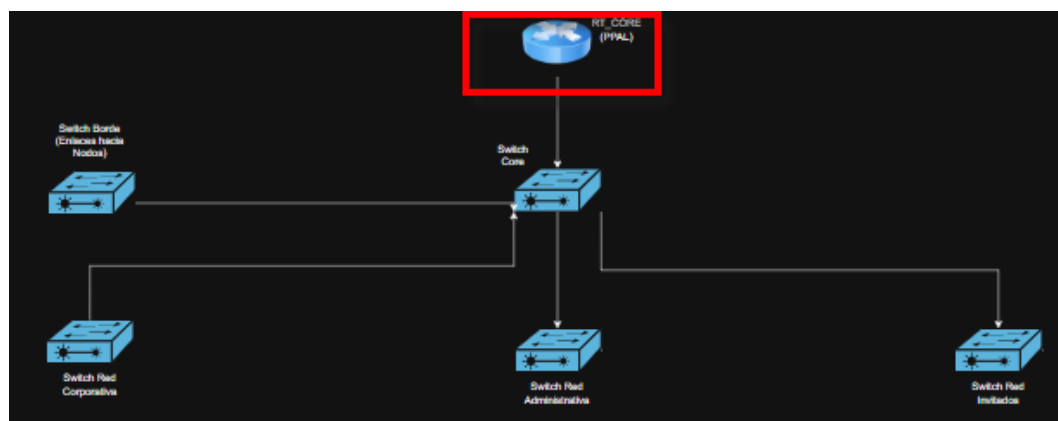 RT_CORE
(PPAL)
Switch Borde
(Enlaces hacia
Nodos)
Switch
Core
Switch Red
Corporativa
Switch Red
Administrativa
Switch Red
Invitados